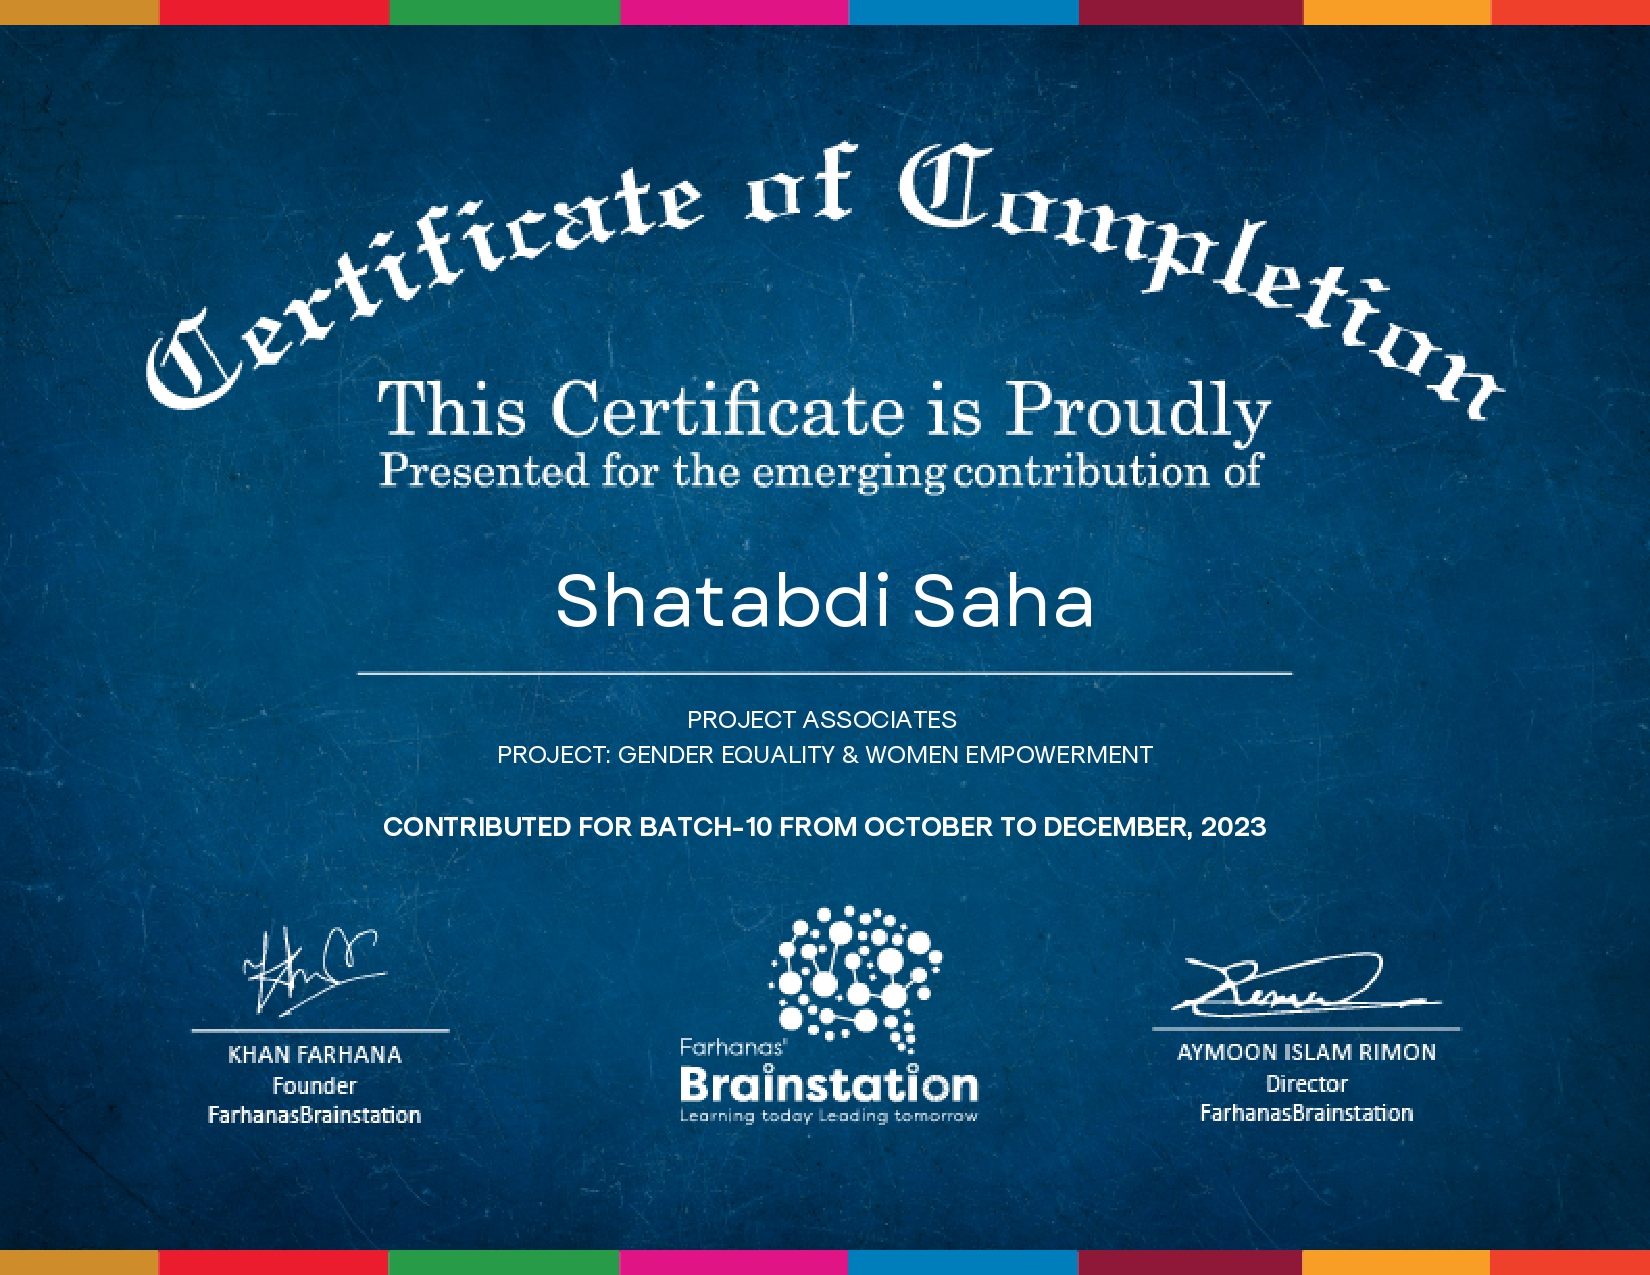 Certificate of Completion
This Certificate is Proudly
Presented for the emerging contribution of
Shatabdi Saha
PROJECT ASSOCIATES
PROJECT: GENDER EQUALITY & WOMEN EMPOWERMENT
CONTRIBUTED FOR BATCH-10 FROM OCTOBER TO DECEMBER, 2023
KHAN FARHANA
Founder
FarhanasBrainstation
Farhanas'
Brainstation
Learning today Leading tomorrow
AYMOON ISLAM RIMON
Director
FarhanasBrainstation